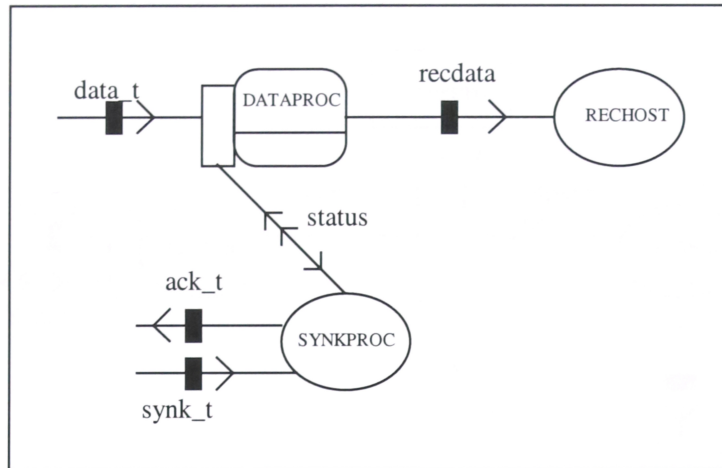 data_t
DATAPROC
recdata
RECHOST
status
ack_t
SYNKPROC
synk_t